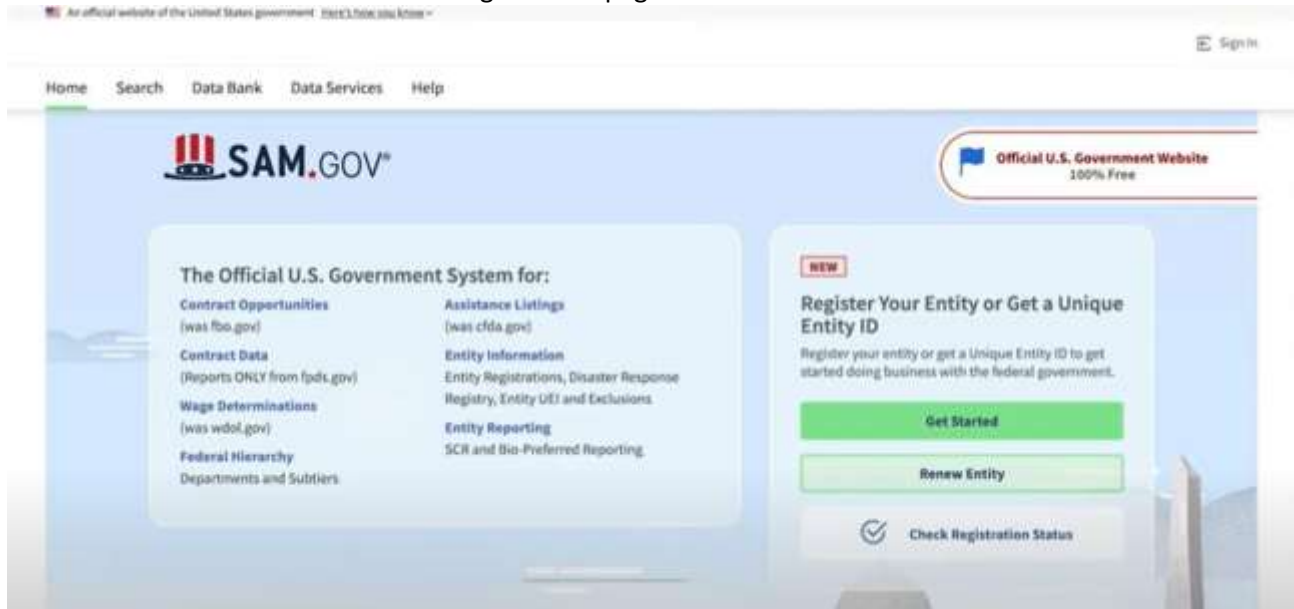 An official website of the United States government Here's how you know
Sign In
Home Search Data Bank Data Services Help
SAM.GOV®
Official U.S. Government Website
100% Free
The Official U.S. Government System for:
Contract Opportunities
(was fbo.gov)
Contract Data
(Reports ONLY from fpds.gov)
Wage Determinations
(was wdol.gov)
Federal Hierarchy
Departments and Subtiers
Assistance Listings
(was cfda.gov)
Entity Information
Entity Registrations, Disaster Response
Registry, Entity UEI and Exclusions
Entity Reporting
SCR and Bio-Preferred Reporting
NEW
Register Your Entity or Get a Unique
Entity ID
Register your entity or get a Unique Entity ID to get
started doing business with the federal government.
Get Started
Renew Entity
Check Registration Status